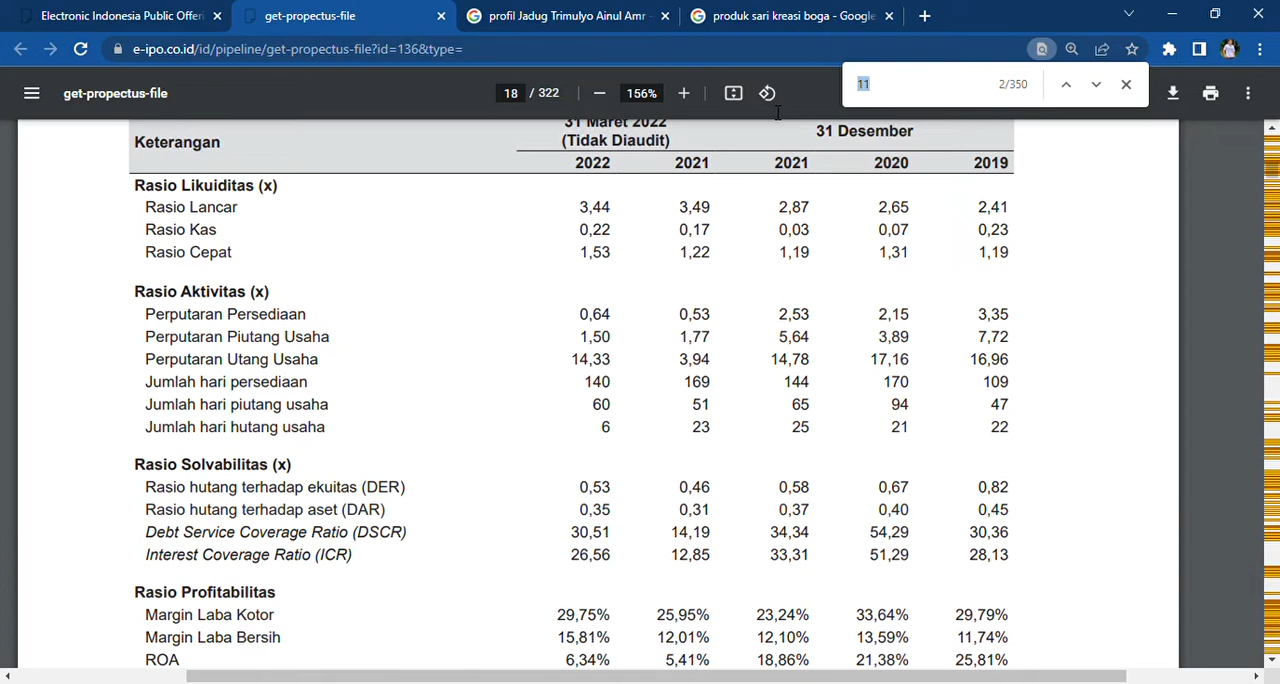 Electronic Indonesia Public Offeri
get-propectus-file
profil Jadug Trimulyo Ainul Amr -
produk sari kreasi boga - Google
e-ipo.co.id/id/pipeline/get-propectus-file?id=136&type=
get-propectus-file
18 / 322
156%
11
2/350
Keterangan
31 Maret 2022
(Tidak Diaudit)
31 Desember
2022 2021 2021 2020 2019
Rasio Likuiditas (x)
Rasio Lancar 3,44 3,49 2,87 2,65 2,41
Rasio Kas 0,22 0,17 0,03 0,07 0,23
Rasio Cepat 1,53 1,22 1,19 1,31 1,19
Rasio Aktivitas (x)
Perputaran Persediaan 0,64 0,53 2,53 2,15 3,35
Perputaran Piutang Usaha 1,50 1,77 5,64 3,89 7,72
Perputaran Utang Usaha 14,33 3,94 14,78 17,16 16,96
Jumlah hari persediaan 140 169 144 170 109
Jumlah hari piutang usaha 60 51 65 94 47
Jumlah hari hutang usaha 6 23 25 21 22
Rasio Solvabilitas (x)
Rasio hutang terhadap ekuitas (DER) 0,53 0,46 0,58 0,67 0,82
Rasio hutang terhadap aset (DAR) 0,35 0,31 0,37 0,40 0,45
Debt Service Coverage Ratio (DSCR) 30,51 14,19 34,34 54,29 30,36
Interest Coverage Ratio (ICR) 26,56 12,85 33,31 51,29 28,13
Rasio Profitabilitas
Margin Laba Kotor 29,75% 25,95% 23,24% 33,64% 29,79%
Margin Laba Bersih 15,81% 12,01% 12,10% 13,59% 11,74%
ROA 6,34% 5,41% 18,86% 21,38% 25,81%